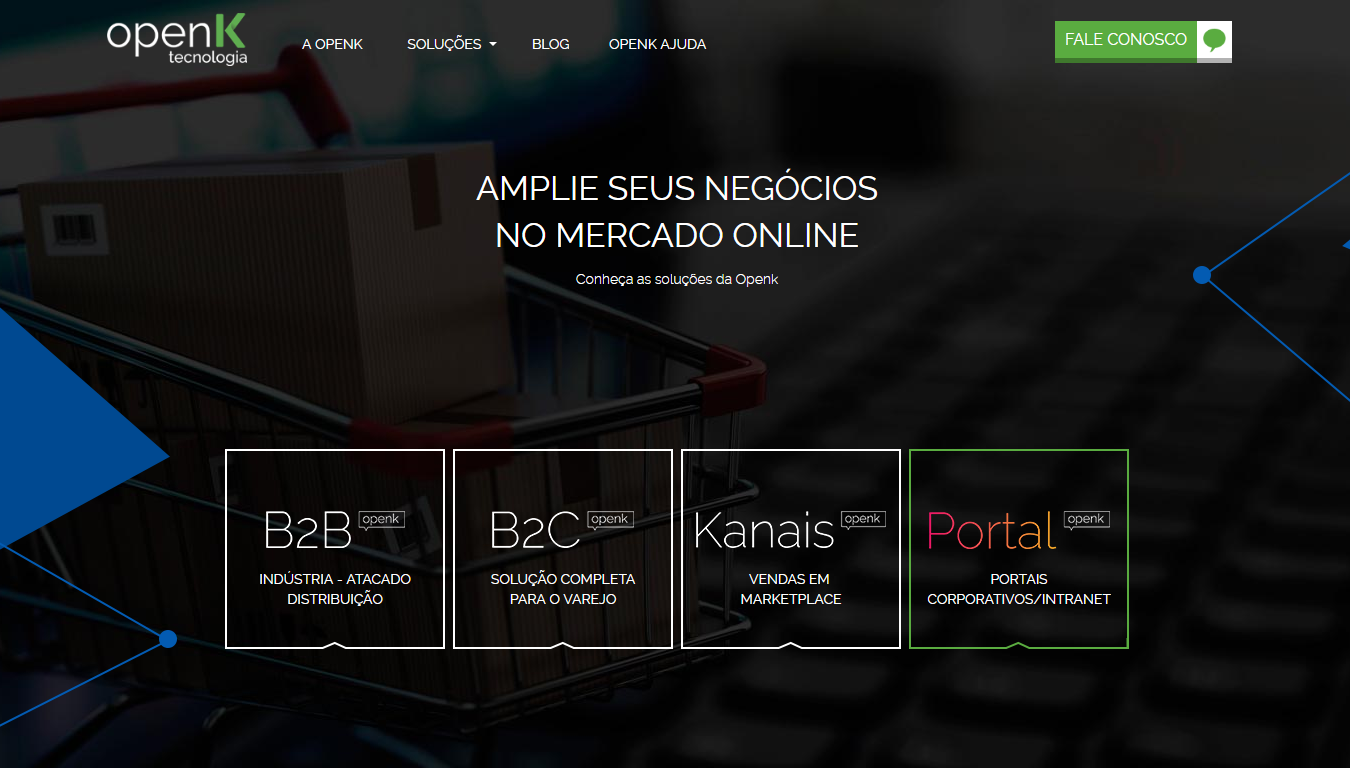 openK
tecnologia
A OPENK
SOLUÇÕES
BLOG
OPENK AJUDA
FALE CONOSCO
AMPLIE SEUS NEGÓCIOS
NO MERCADO ONLINE
Conheça as soluções da Openk
B2B openk
INDÚSTRIA - ATACADO
DISTRIBUIÇÃO
B2C openk
SOLUÇÃO COMPLETA
PARA O VAREJO
Kanais openk
VENDAS EM
MARKETPLACE
Portal openk
PORTAIS
CORPORATIVOS/INTRANET